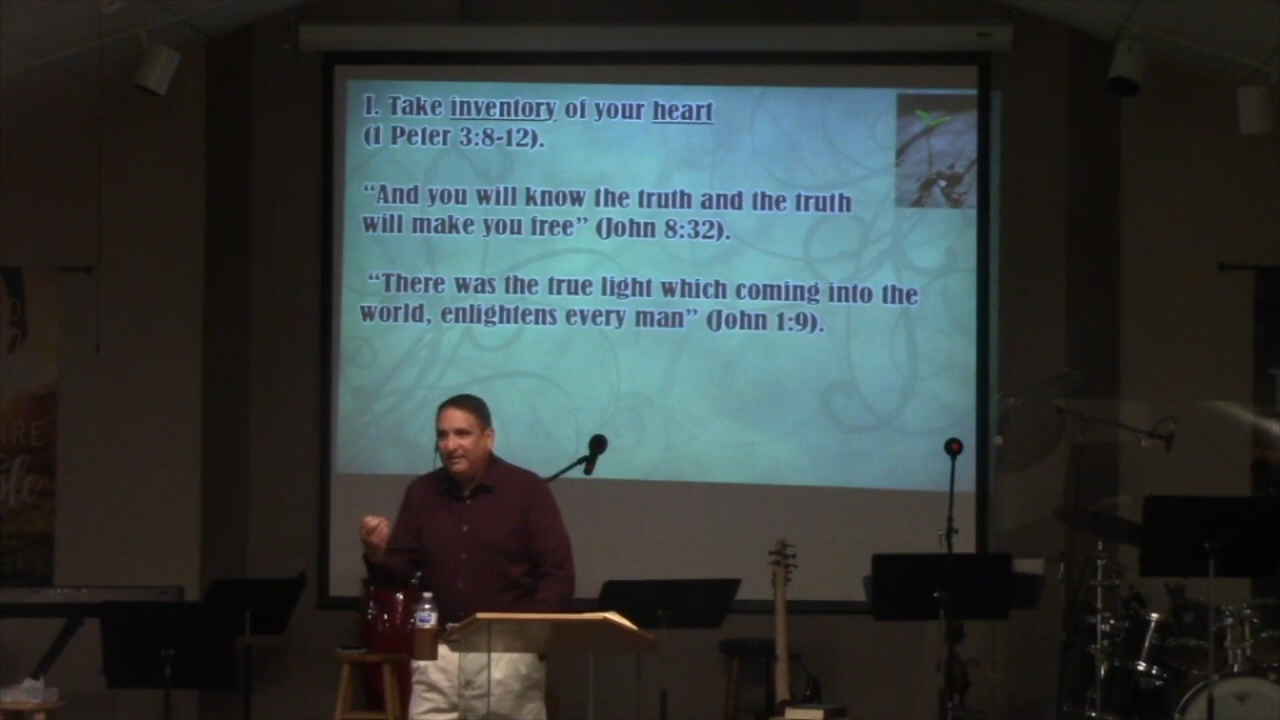 I. Take inventory of your heart
(1 Peter 3:8-12).
“And you will know the truth and the truth
will make you free” (John 8:32).
“There was the true light which coming into the
world, enlightens every man” (John 1:9).